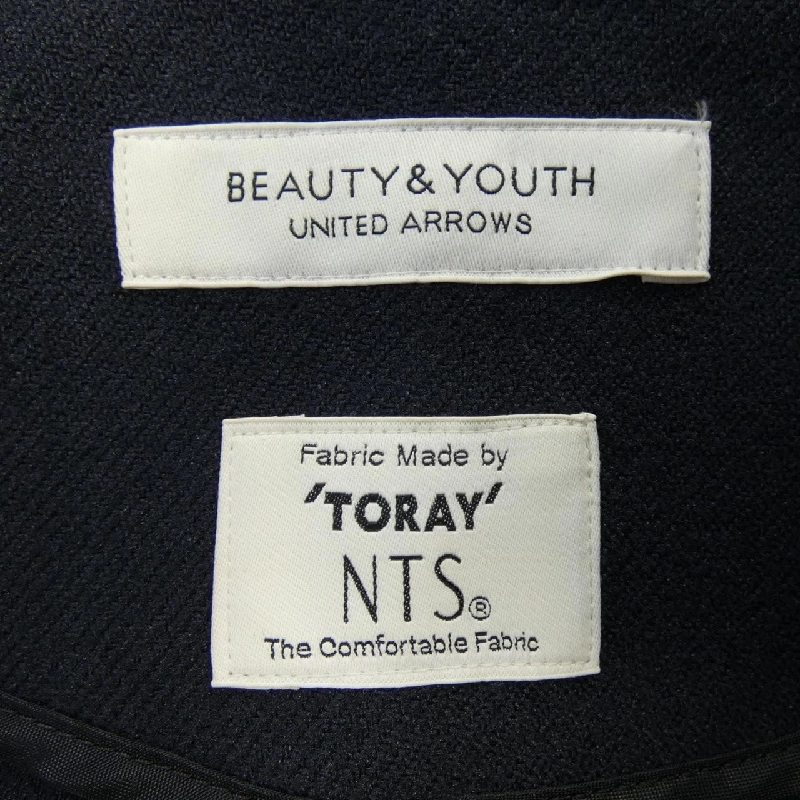 BEAUTY & YOUTH
UNITED ARROWS
Fabric Made by
'TORAY'
NTS®
The Comfortable Fabric